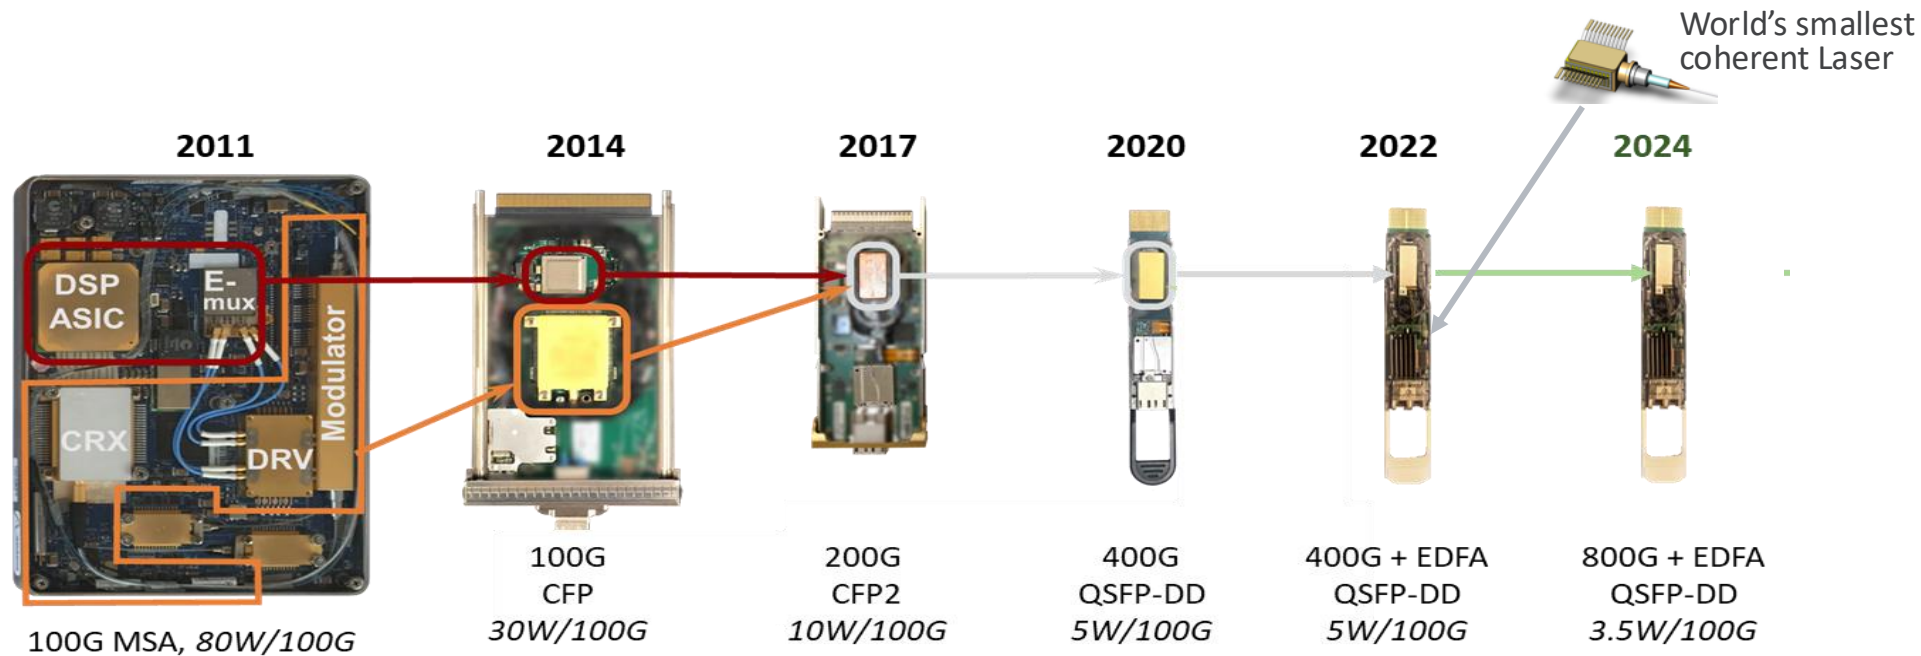 World's smallest
coherent Laser
2011
2014
2017
2020
2022
2024
DSP
ASIC
E-
mux
Modulator
CRX
DRV
100G MSA, 80W/100G
100G
CFP
30W/100G
200G
CFP2
10W/100G
400G
QSFP-DD
5W/100G
400G + EDFA
QSFP-DD
5W/100G
800G + EDFA
QSFP-DD
3.5W/100G